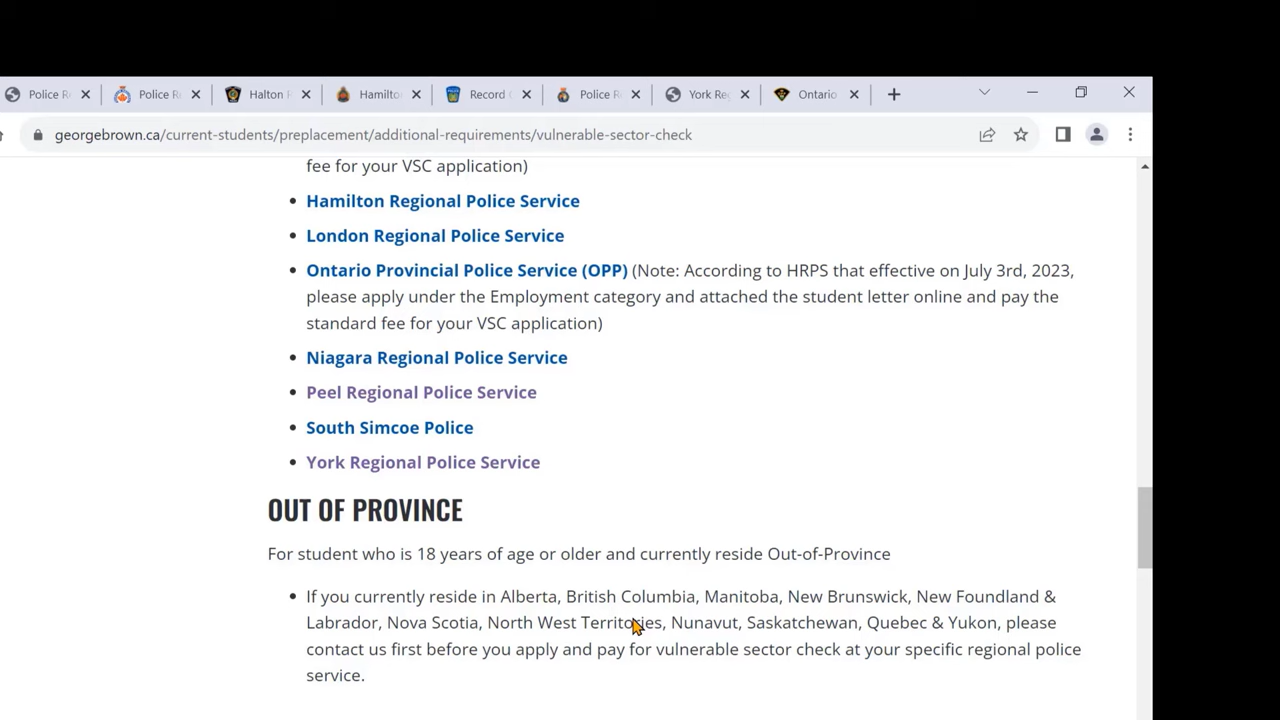 Police Re
Police Re
Halton P
Hamilto
Record C
Police Re
York Reg
Ontario
georgebrown.ca/current-students/preplacement/additional-requirements/vulnerable-sector-check
fee for your VSC application)
Hamilton Regional Police Service
London Regional Police Service
Ontario Provincial Police Service (OPP) (Note: According to HRPS that effective on July 3rd, 2023,
please apply under the Employment category and attached the student letter online and pay the
standard fee for your VSC application)
Niagara Regional Police Service
Peel Regional Police Service
South Simcoe Police
York Regional Police Service
OUT OF PROVINCE
For student who is 18 years of age or older and currently reside Out-of-Province
If you currently reside in Alberta, British Columbia, Manitoba, New Brunswick, New Foundland &
Labrador, Nova Scotia, North West Territories, Nunavut, Saskatchewan, Quebec & Yukon, please
contact us first before you apply and pay for vulnerable sector check at your specific regional police
service.